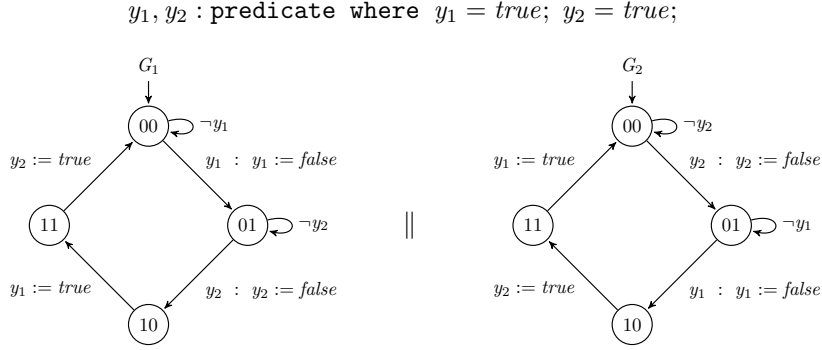 y₁, y₂ : predicate where y₁ = true; y₂ = true;
G₁
G₂
00
¬y₁
00
¬y₂
y₂ := true
y₁ : y₁ := false
y₁ := true
y₂ : y₂ := false
11
01
¬y₂
‖
11
01
¬y₁
y₁ := true
y₂ : y₂ := false
y₂ := true
y₁ : y₁ := false
10
10